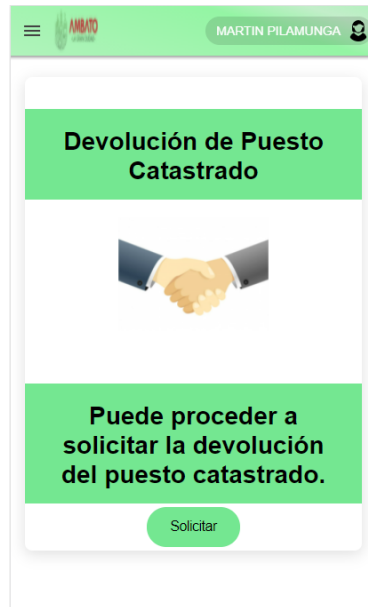 AMBATO
MARTIN PILAMUNGA
Devolución de Puesto
Catastrado
Puede proceder a
solicitar la devolución
del puesto catastrado.
Solicitar